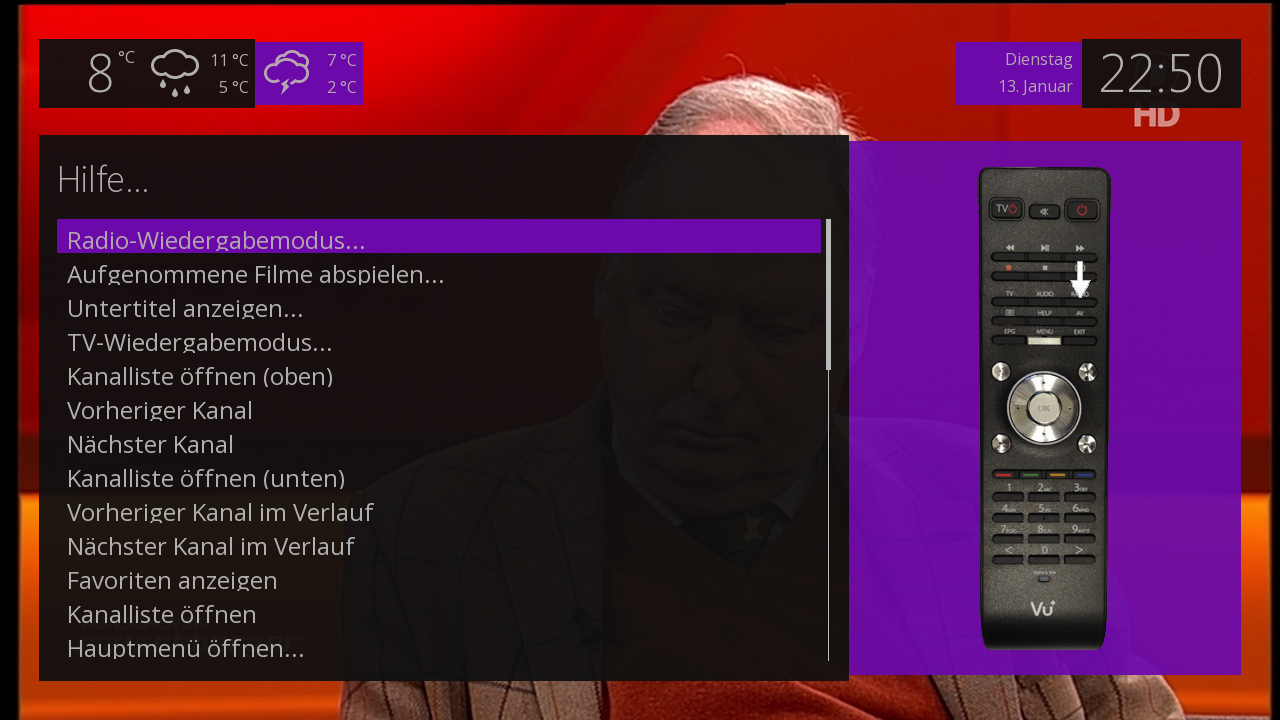 8 °C
11 °C
5 °C
7 °C
2 °C
Dienstag
13. Januar
22:50
HD
Hilfe...
Radio-Wiedergabemodus...
Aufgenommene Filme abspielen...
Untertitel anzeigen...
TV-Wiedergabemodus...
Kanalliste öffnen (oben)
Vorheriger Kanal
Nächster Kanal
Kanalliste öffnen (unten)
Vorheriger Kanal im Verlauf
Nächster Kanal im Verlauf
Favoriten anzeigen
Kanalliste öffnen
Hauptmenü öffnen...
TV
TV AUDIO
HELP AV
EPG MENU EXIT
OK
1 2ABC 3DEF
4 5 6
7 8 9
< 0 >
Vu+